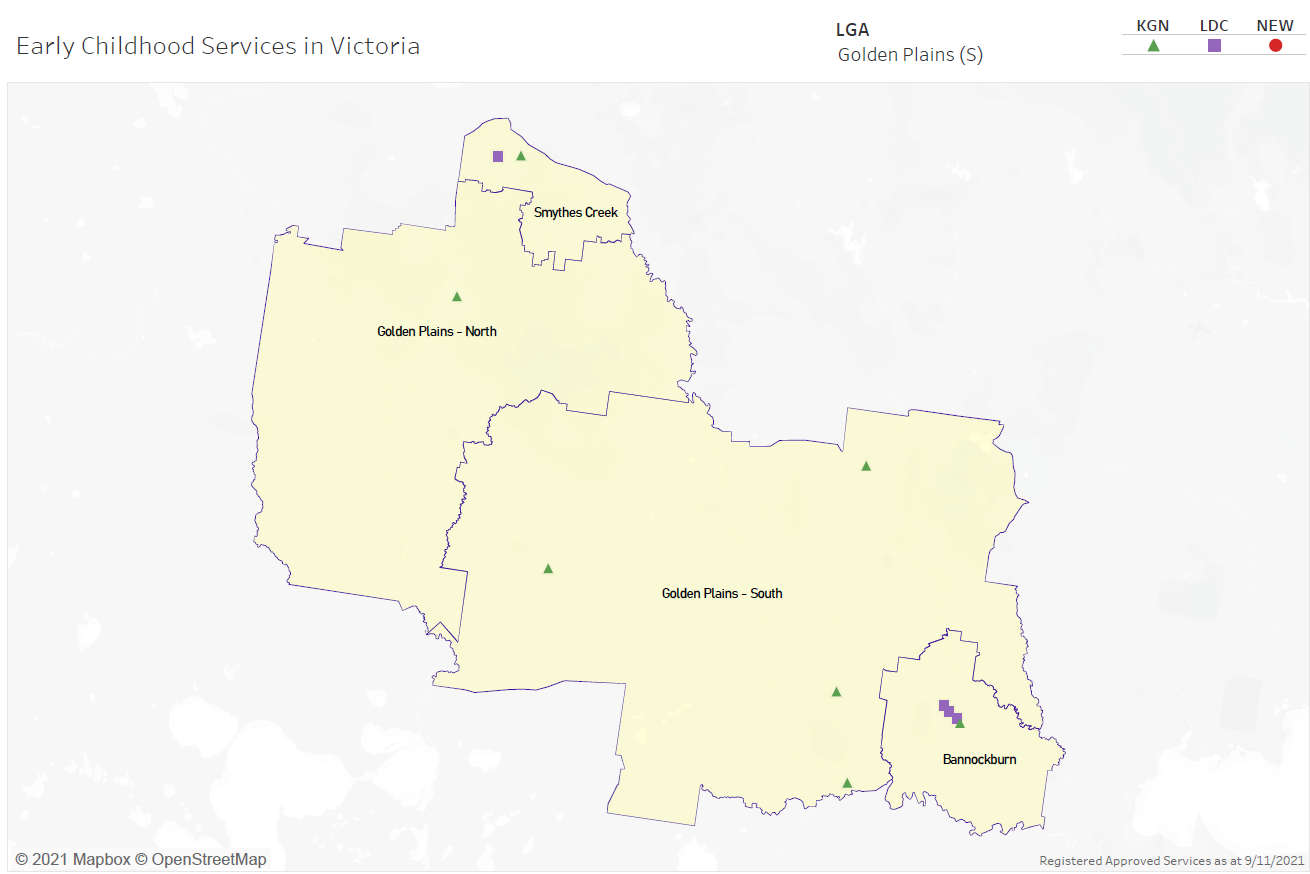 Early Childhood Services in Victoria
LGA
Golden Plains (S)
KGN LDC NEW
Smythes Creek
Golden Plains - North
Golden Plains - South
Bannockburn
© 2021 Mapbox © OpenStreetMap
Registered Approved Services as at 9/11/2021